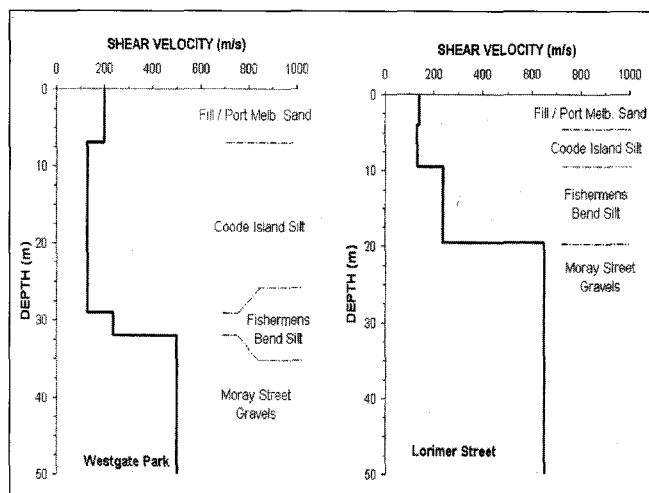 SHEAR VELOCITY (m/s)
0 200 400 600 800 1000
0
10
20
30
40
50
DEPTH (m)
Fill / Port Melb. Sand
Coode Island Silt
Fishermens
Bend Silt
Moray Street
Gravels
Westgate Park
SHEAR VELOCITY (m/s)
0 200 400 600 800 1000
0
10
20
30
40
50
DEPTH (m)
Fill / Port Melb. Sand
Coode Island Silt
Fishermens
Bend Silt
Moray Street
Gravels
Lorimer Street